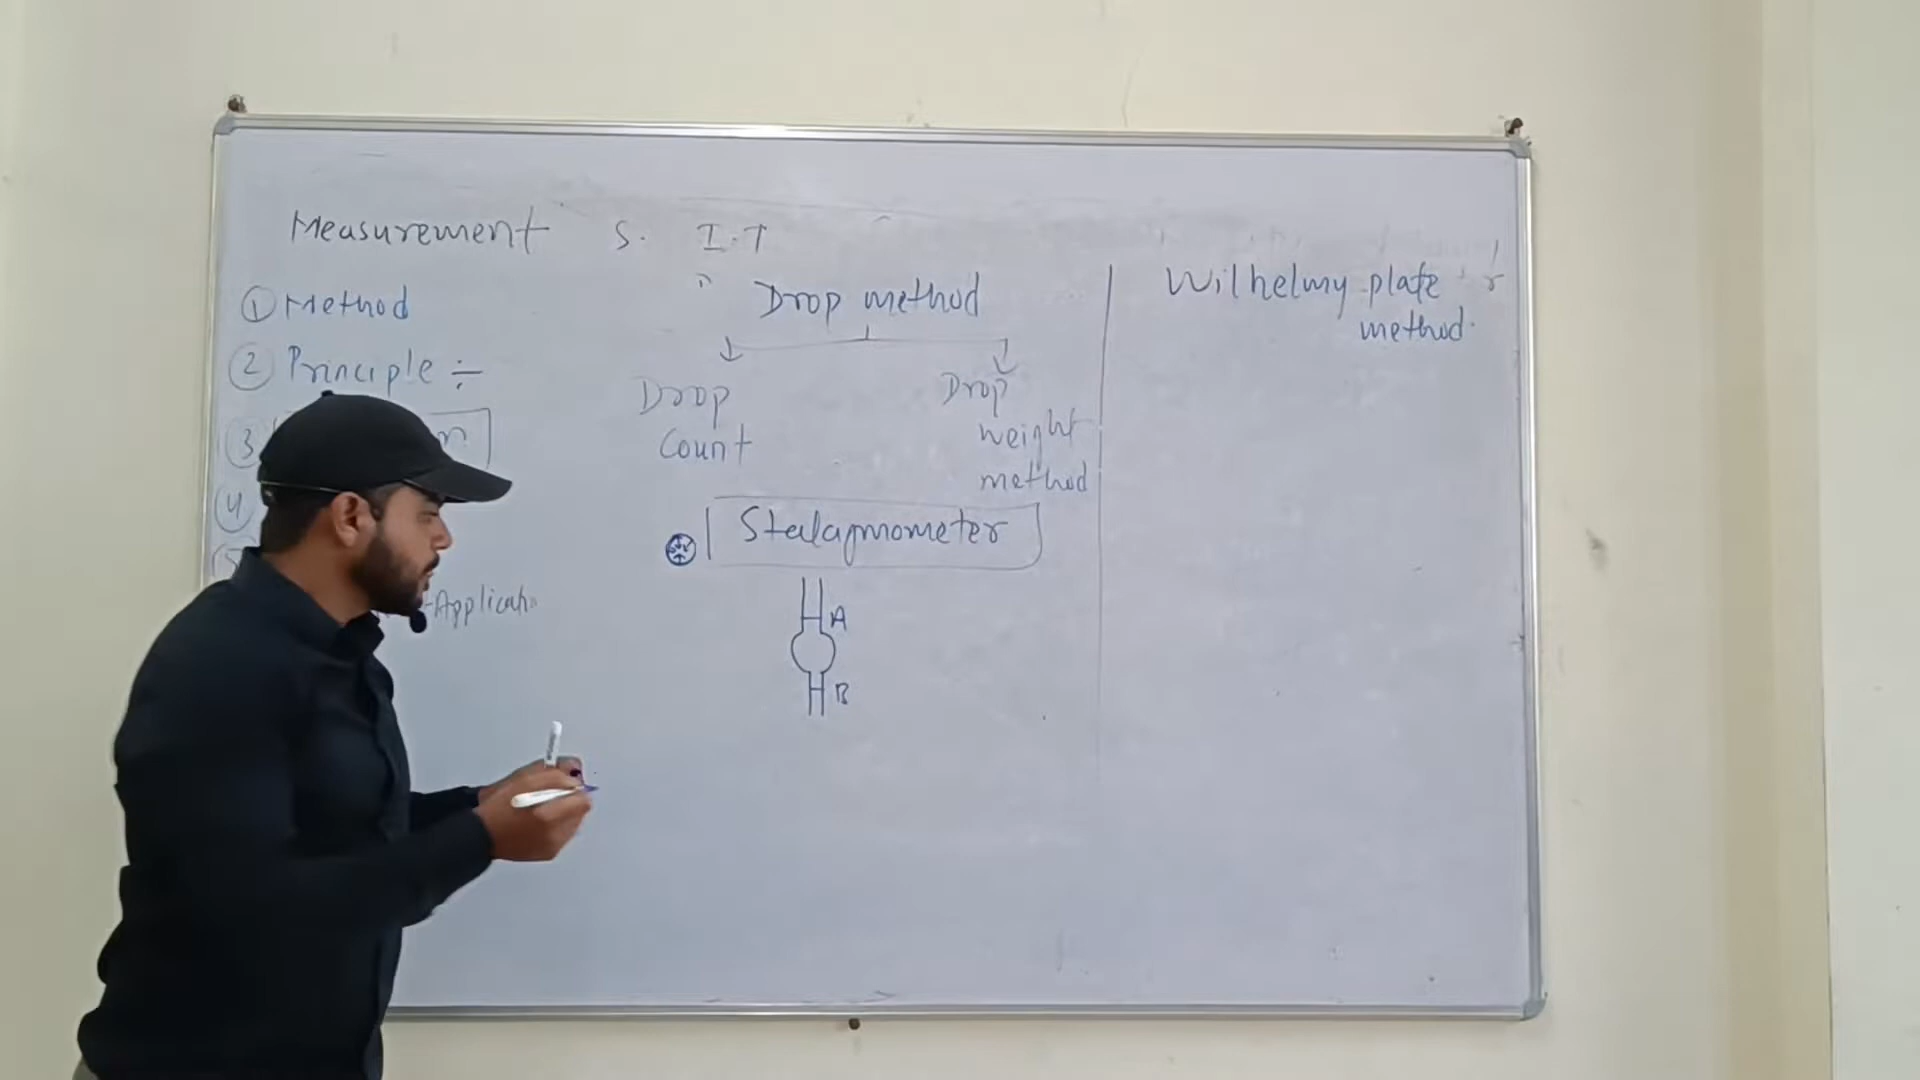 Measurement S. I.T
① Method
② Principle ÷
③
④
⑤
Applicatio
i)
Drop method
Drop
Count
Drop
weight
method
Stalagmometer
A
B
Wilhelmy plate
method.